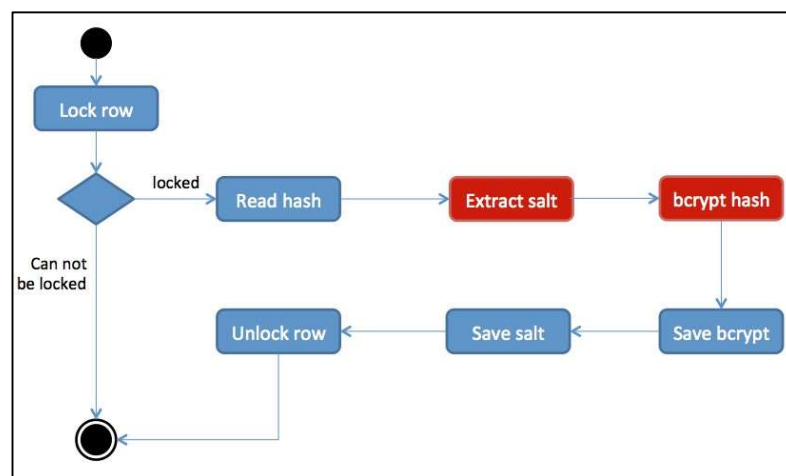 Lock row
locked
Read hash
Extract salt
bcrypt hash
Can not
be locked
Unlock row
Save salt
Save bcrypt